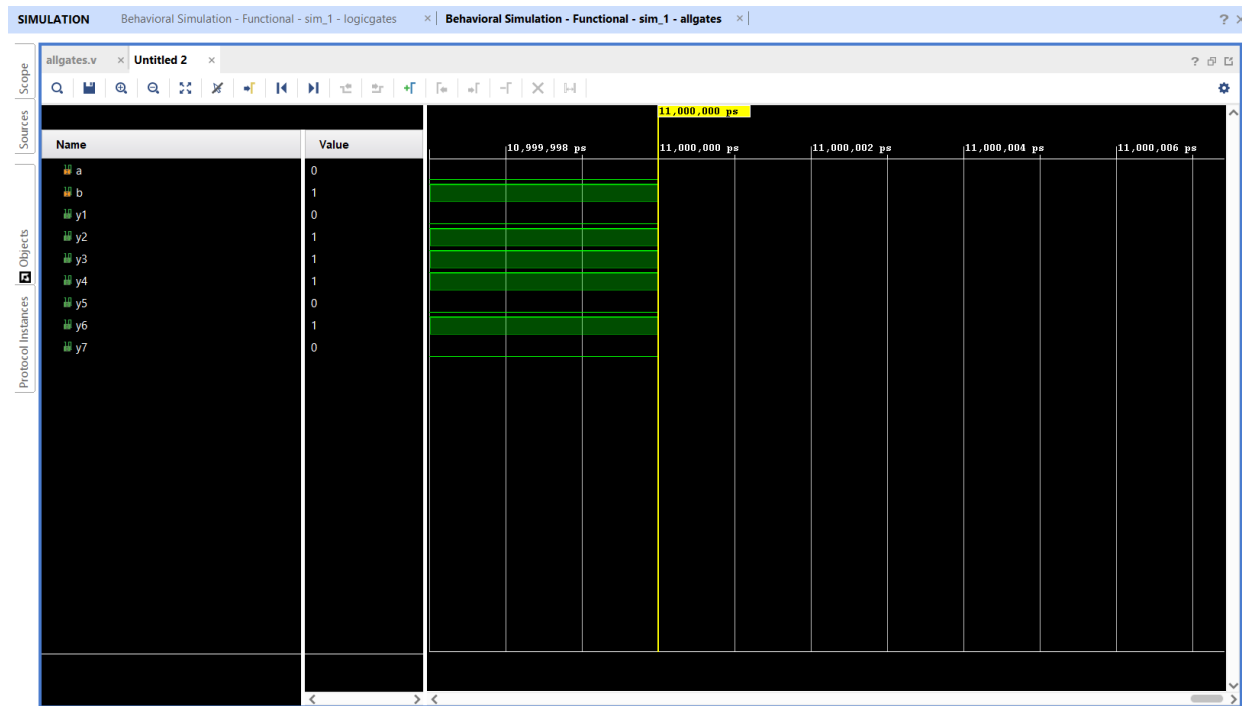 SIMULATION Behavioral Simulation - Functional - sim_1 - logicgates × Behavioral Simulation - Functional - sim_1 - allgates × ? ×
allgates.v × Untitled 2 × ?
11,000,000 ps
Name Value
10,999,998 ps 11,000,000 ps 11,000,002 ps 11,000,004 ps 11,000,006 ps
a 0
b 1
y1 0
y2 1
y3 1
y4 1
y5 0
y6 1
y7 0
Scope
Sources
Objects
Protocol Instances